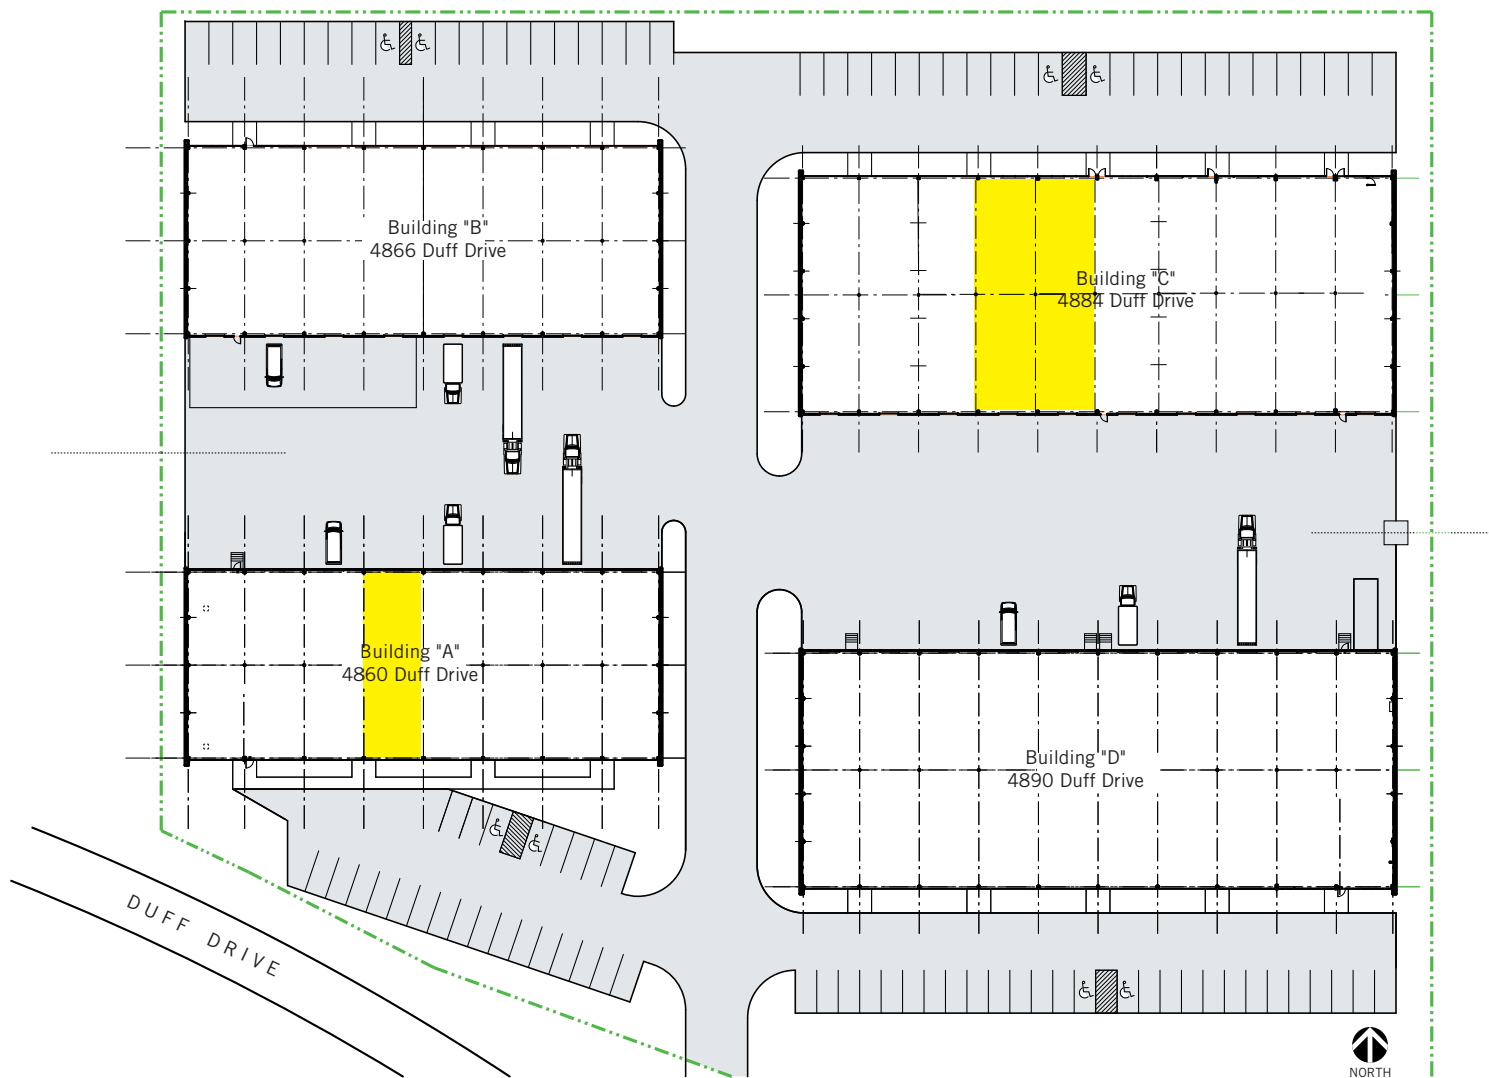 Building "B"
4866 Duff Drive
Building "C"
4884 Duff Drive
Building "A"
4860 Duff Drive
Building "D"
4890 Duff Drive
DUFF DRIVE
NORTH